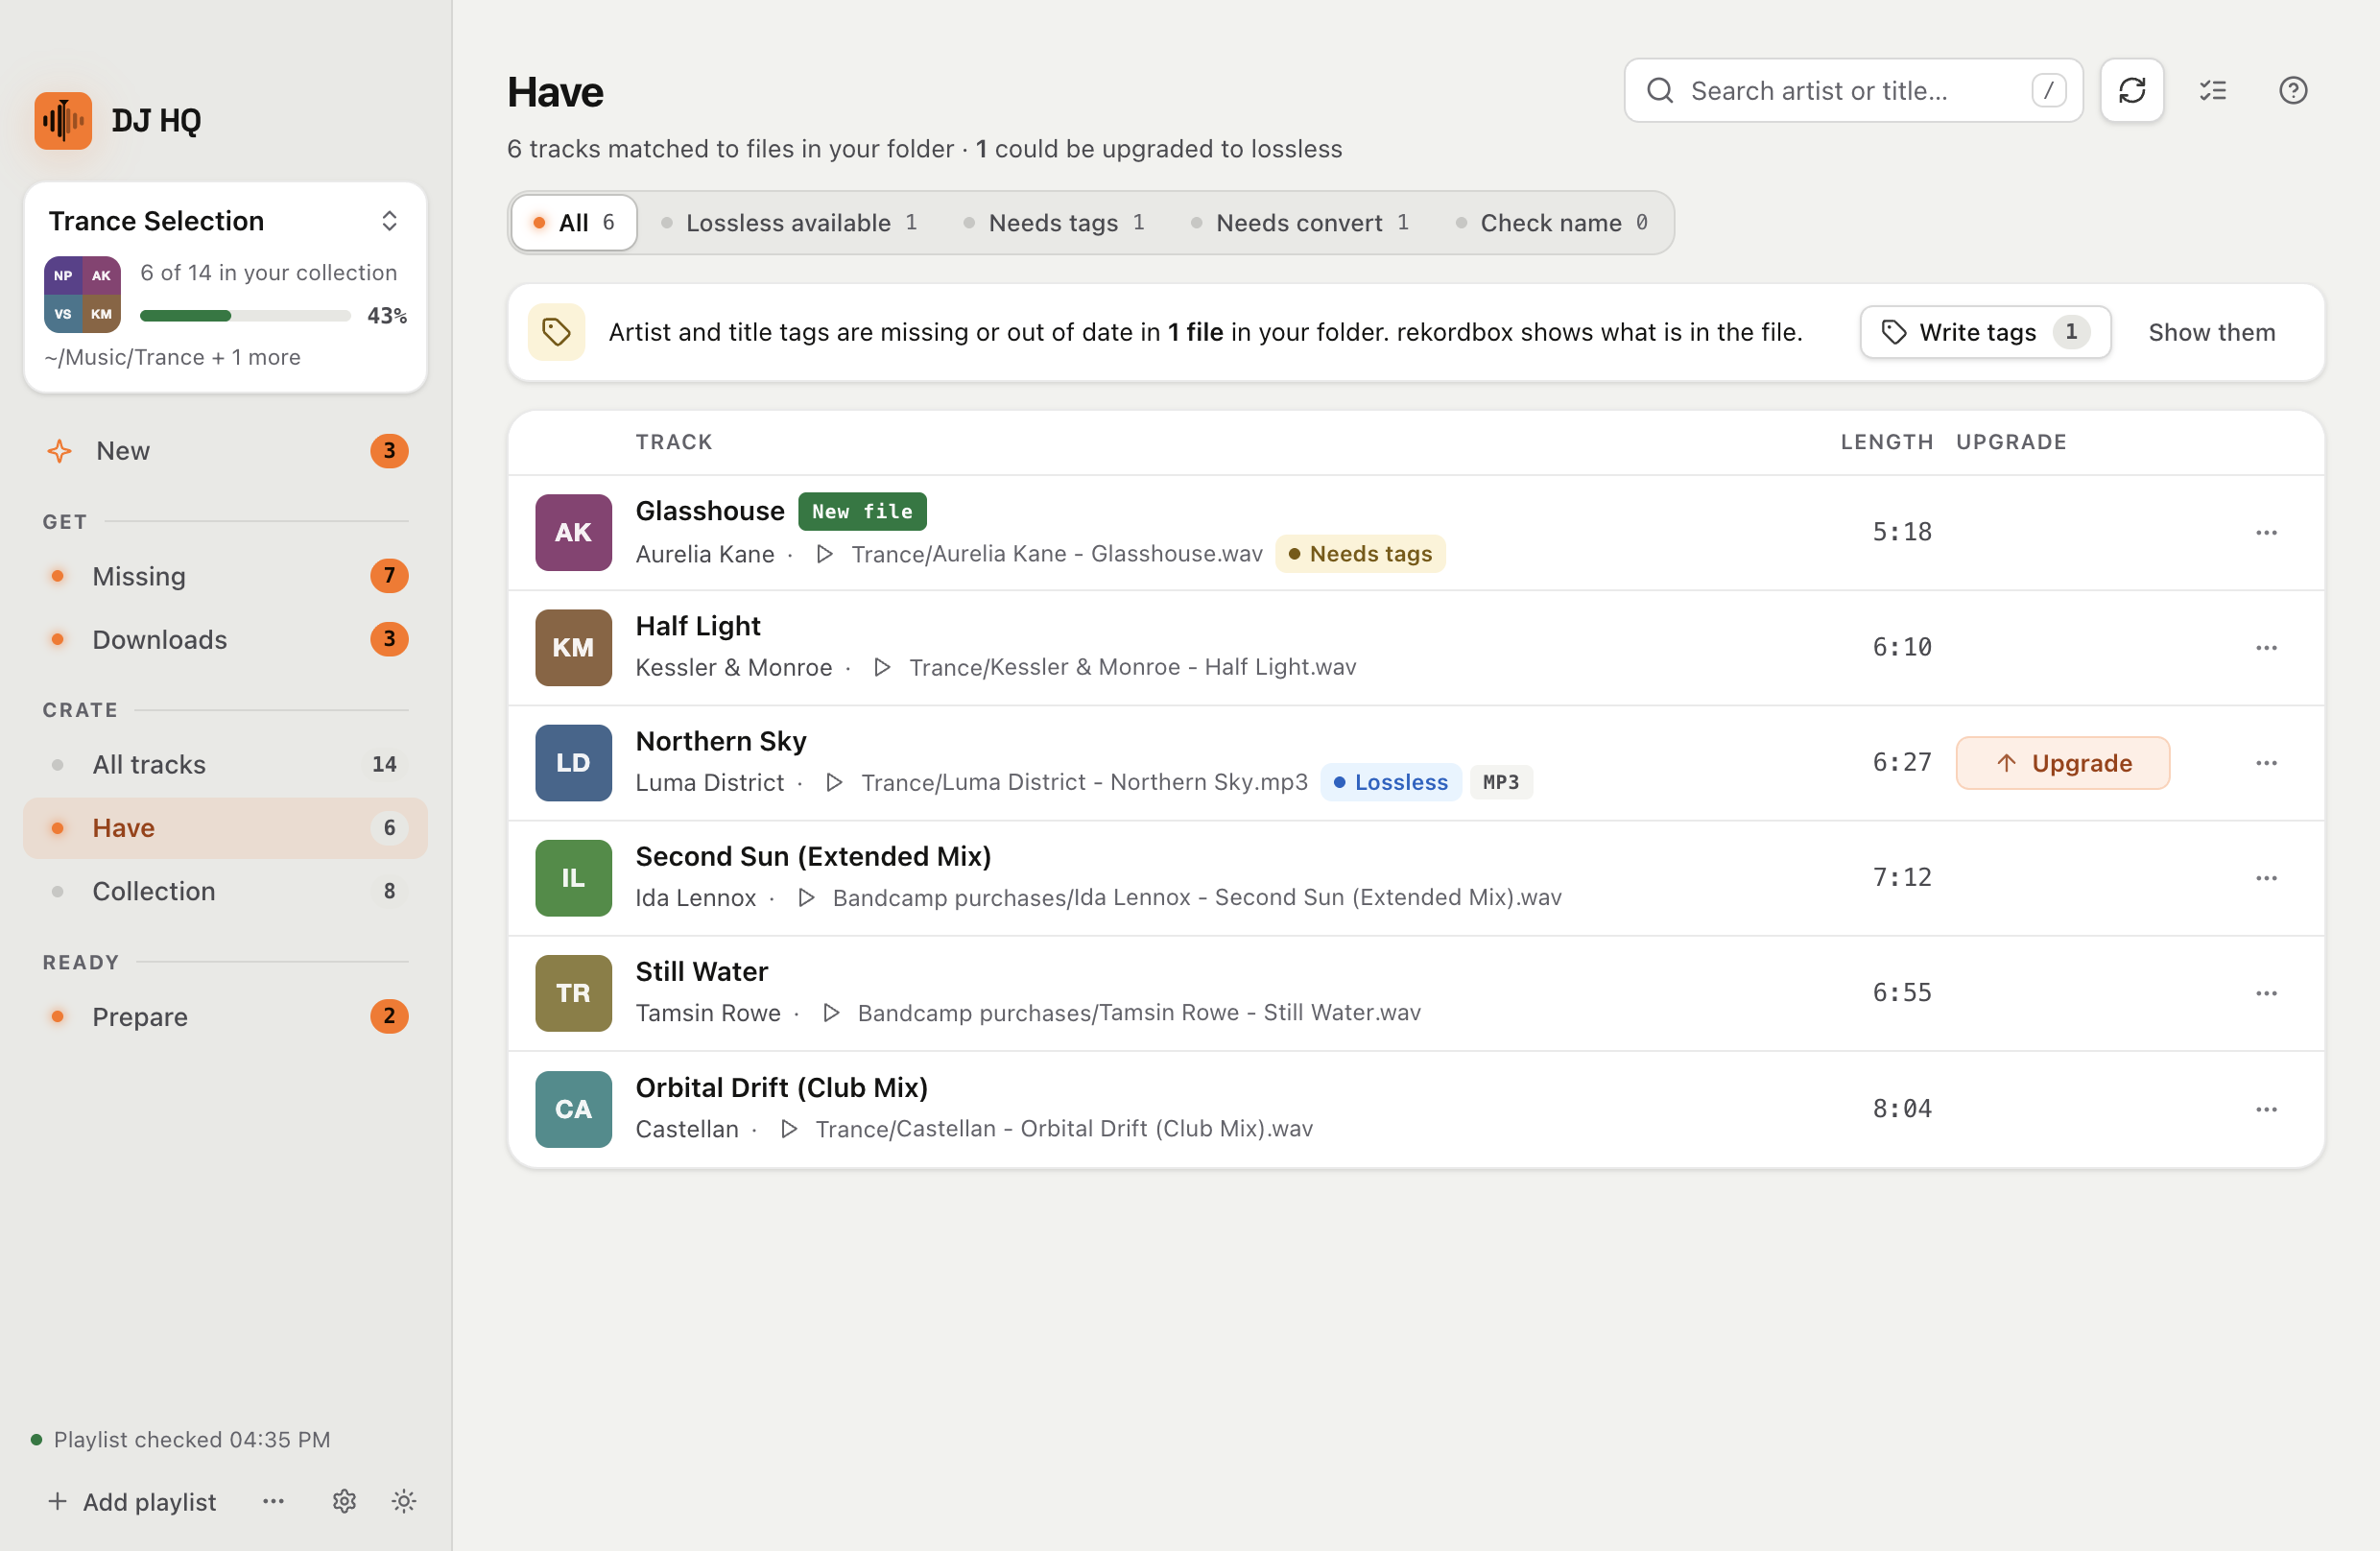 DJ HQ
Trance Selection
NP AK
VS KM
6 of 14 in your collection
43%
~/Music/Trance + 1 more
New 3
GET
Missing 7
Downloads 3
CRATE
All tracks 14
Have 6
Collection 8
READY
Prepare 2
Playlist checked 04:35 PM
+ Add playlist ···
Have
Search artist or title... /
6 tracks matched to files in your folder · 1 could be upgraded to lossless
All 6 Lossless available 1 Needs tags 1 Needs convert 1 Check name 0
Artist and title tags are missing or out of date in 1 file in your folder. rekordbox shows what is in the file. Write tags 1 Show them
TRACK LENGTH UPGRADE
AK
Glasshouse New file
Aurelia Kane · Trance/Aurelia Kane - Glasshouse.wav Needs tags
5:18
KM
Half Light
Kessler & Monroe · Trance/Kessler & Monroe - Half Light.wav
6:10
LD
Northern Sky
Luma District · Trance/Luma District - Northern Sky.mp3 Lossless MP3
6:27 Upgrade
IL
Second Sun (Extended Mix)
Ida Lennox · Bandcamp purchases/Ida Lennox - Second Sun (Extended Mix).wav
7:12
TR
Still Water
Tamsin Rowe · Bandcamp purchases/Tamsin Rowe - Still Water.wav
6:55
CA
Orbital Drift (Club Mix)
Castellan · Trance/Castellan - Orbital Drift (Club Mix).wav
8:04